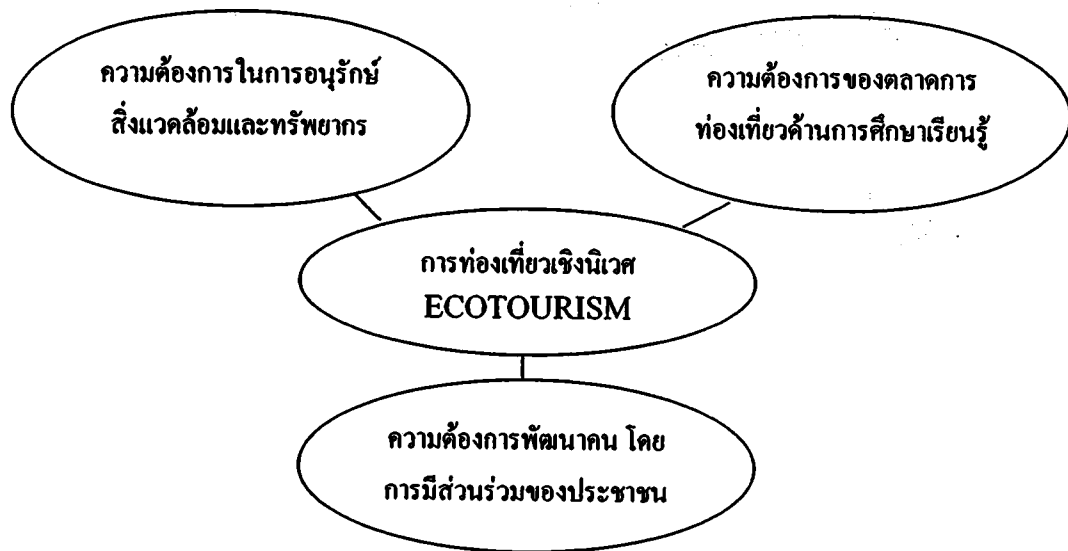 ความต้องการในการอนุรักษ์
สิ่งแวดล้อมและทรัพยากร
ความต้องการของตลาดการ
ท่องเที่ยวด้านการศึกษาเรียนรู้
การท่องเที่ยวเชิงนิเวศ
ECOTOURISM
ความต้องการพัฒนาคน โดย
การมีส่วนร่วมของประชาชน